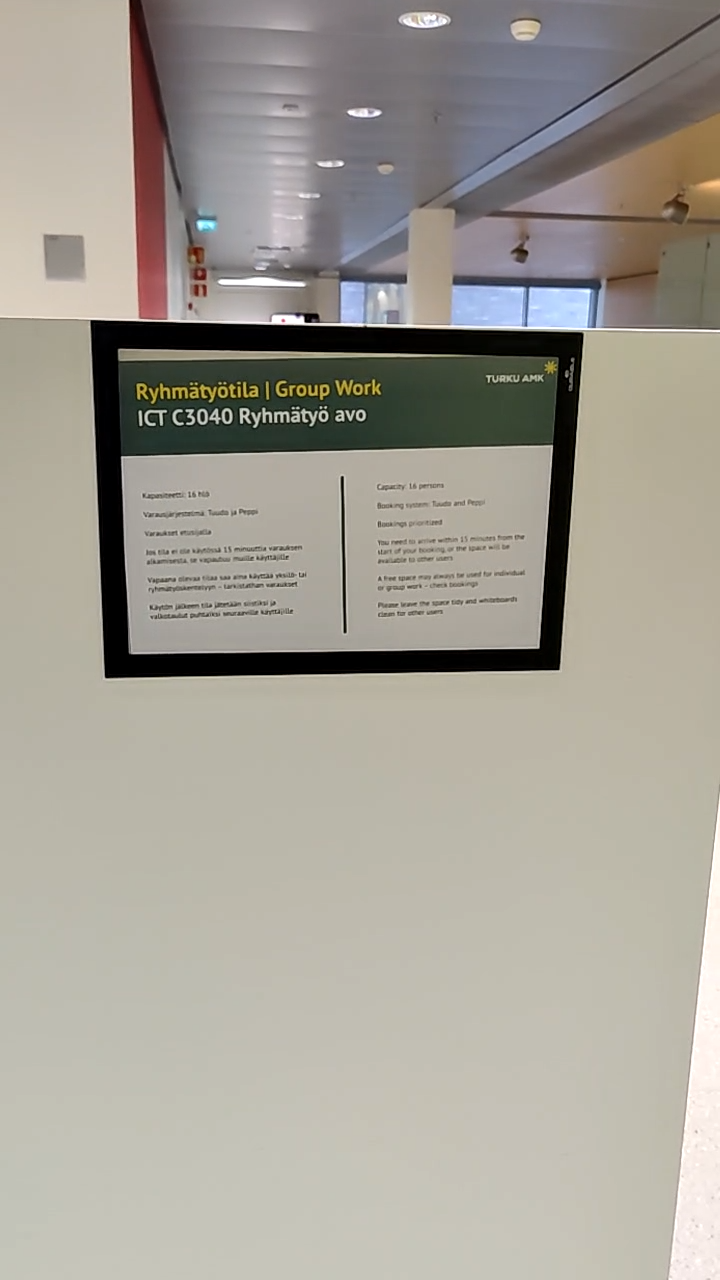 Ryhmätyötila | Group Work
ICT C3040 Ryhmätyö avo
TURKU AMK
Kapasiteetti: 16 hlö
Varausjärjestelmä: Tuudo ja Peppi
Varaukset etusijalla
Jos tila ei ole käytössä 15 minuuttia varauksen
alkamisesta, se vapautuu muille käyttäjille
Vapaana olevaa tilaa saa aina käyttää yksilö- tai
ryhmätyöskentelyyn – tarkistathan varaukset
Käytön jälkeen tila jätetään siistiksi ja
valkotaulut puhtaiksi seuraaville käyttäjille
Capacity: 16 persons
Booking system: Tuudo and Peppi
Bookings prioritized
You need to arrive within 15 minutes from the
start of your booking, or the space will be
available to other users
A free space may always be used for individual
or group work – check bookings
Please leave the space tidy and whiteboards
clean for other users